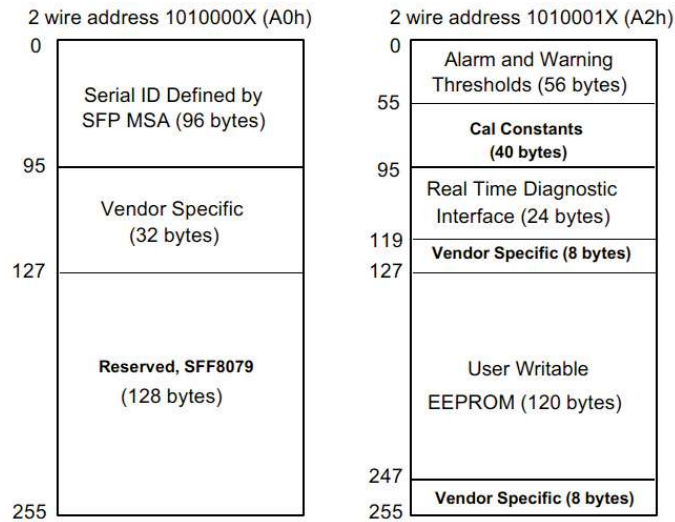 2 wire address 1010000X (A0h)
0
Serial ID Defined by
SFP MSA (96 bytes)
95
Vendor Specific
(32 bytes)
127
Reserved, SFF8079
(128 bytes)
255
2 wire address 1010001X (A2h)
0
Alarm and Warning
Thresholds (56 bytes)
55
Cal Constants
(40 bytes)
95
Real Time Diagnostic
Interface (24 bytes)
119
Vendor Specific (8 bytes)
127
User Writable
EEPROM (120 bytes)
247
Vendor Specific (8 bytes)
255